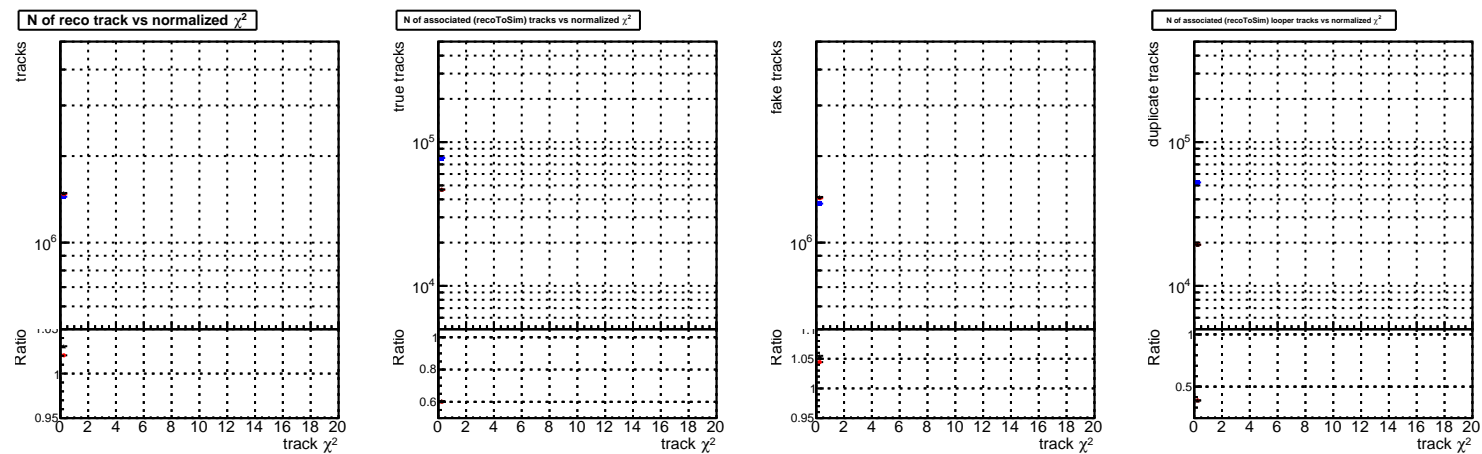 N of reco track vs normalized χ²
tracks
10⁶
Ratio
1.05
1
0.95
0 2 4 6 8 10 12 14 16 18 20
track χ²
N of associated (recoToSim) tracks vs normalized χ²
true tracks
10⁵
10⁴
Ratio
1
0.8
0.6
0 2 4 6 8 10 12 14 16 18 20
track χ²
fake tracks
10⁶
Ratio
1.1
1.05
1
0.95
0 2 4 6 8 10 12 14 16 18 20
track χ²
N of associated (recoToSim) looper tracks vs normalized χ²
duplicate tracks
10⁵
10⁴
Ratio
1
0.5
0 2 4 6 8 10 12 14 16 18 20
track χ²